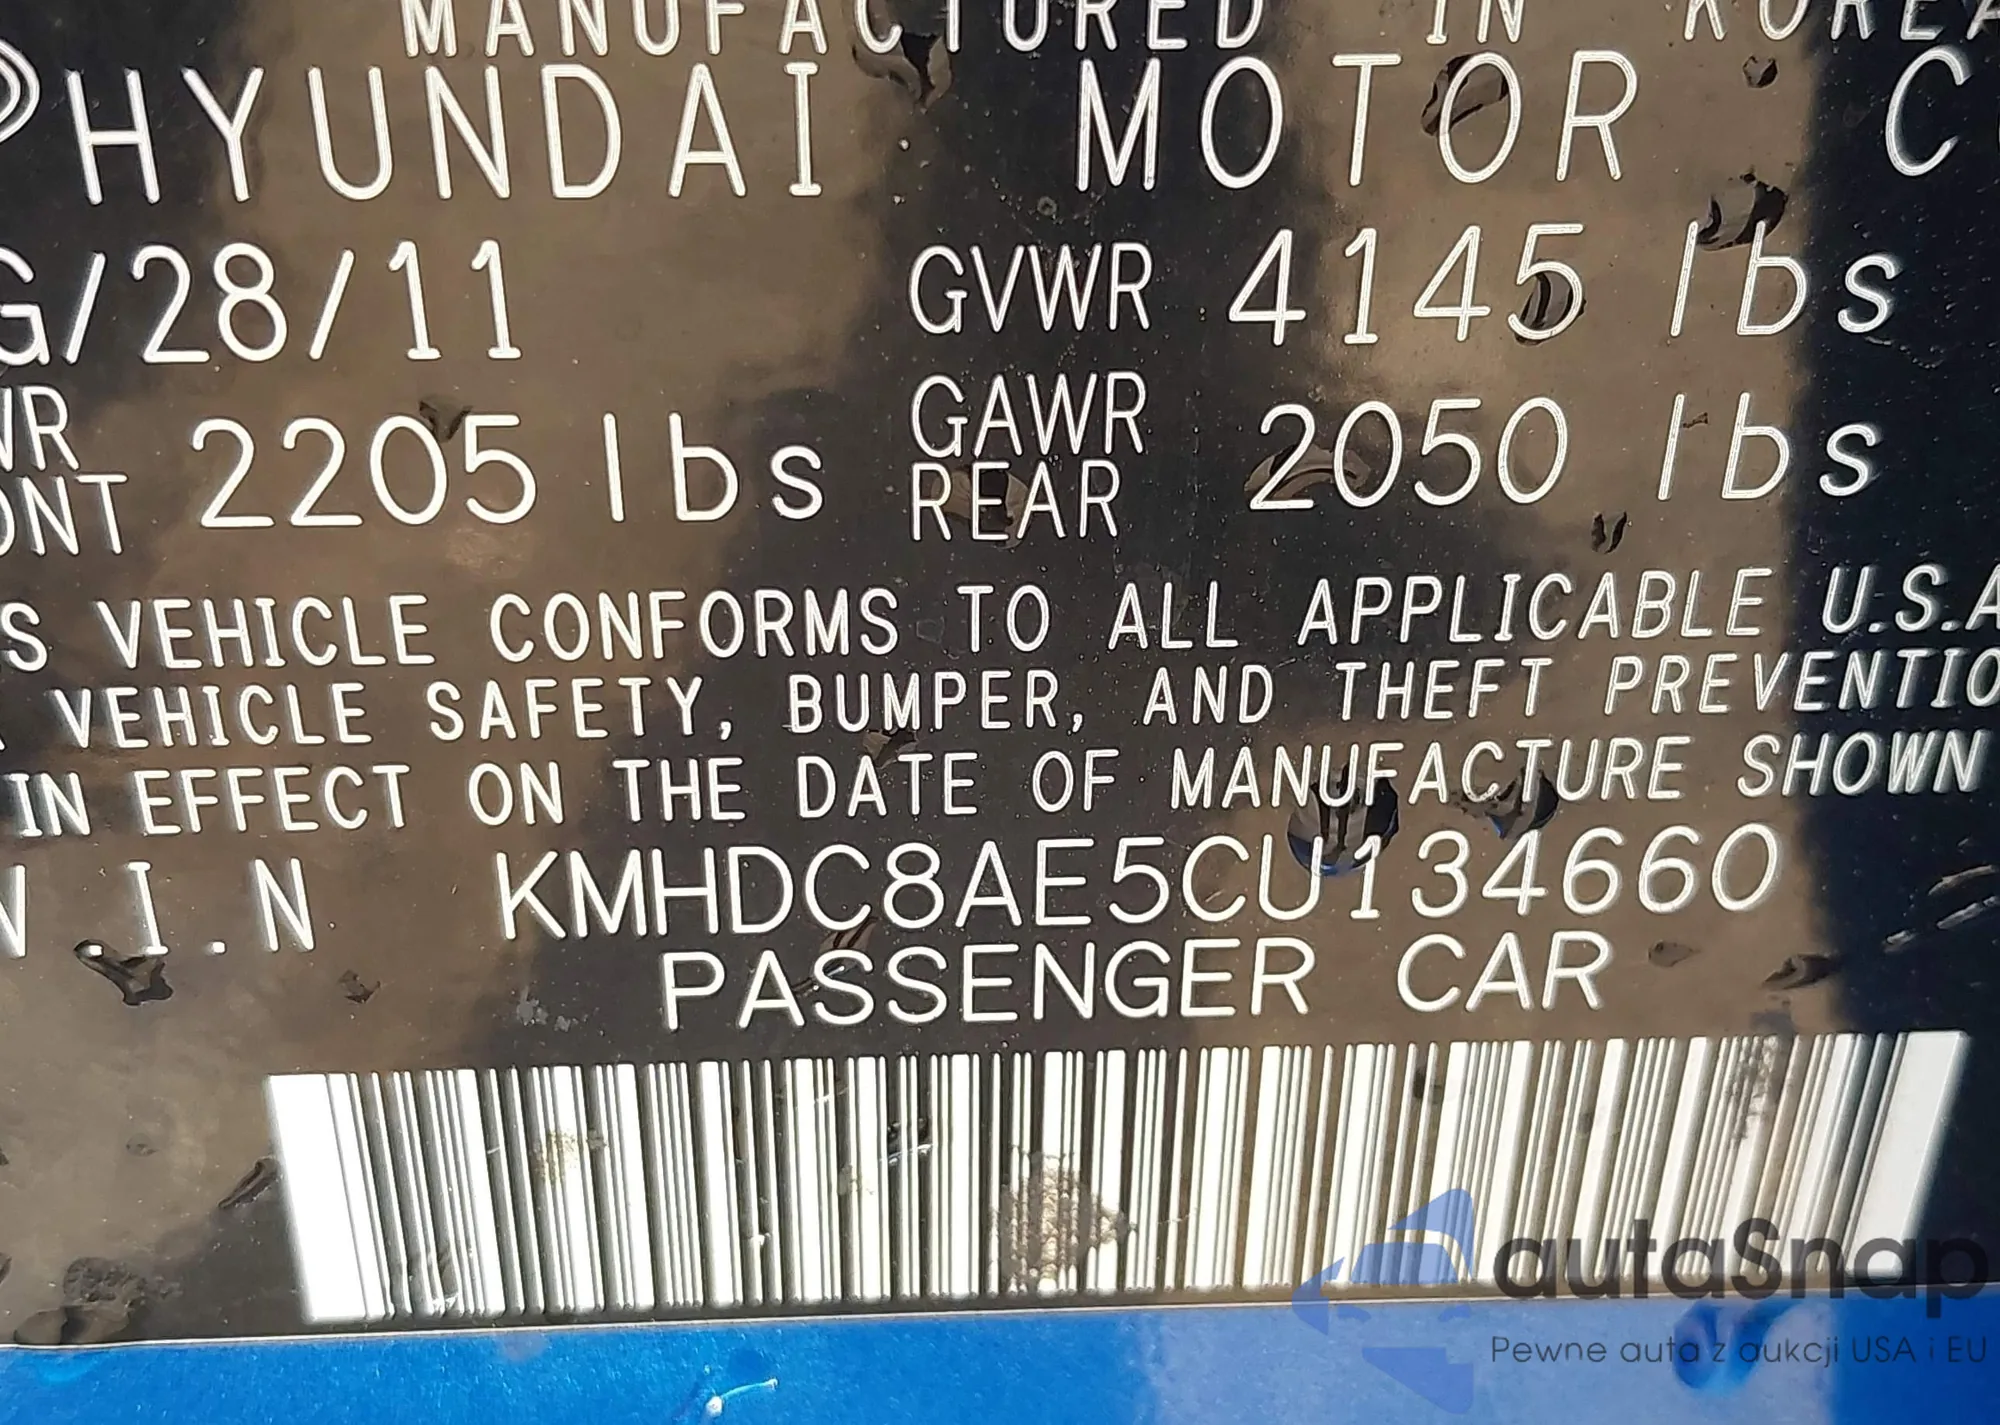 MANUFACTURED IN KOREA
HYUNDAI MOTOR C
G/28/11 GVWR 4145 lbs
WR
ONT 2205 lbs GAWR
REAR 2050 lbs
S VEHICLE CONFORMS TO ALL APPLICABLE U.S.A
VEHICLE SAFETY, BUMPER, AND THEFT PREVENTIO
IN EFFECT ON THE DATE OF MANUFACTURE SHOWN
V.I.N KMHDC8AE5CU134660
PASSENGER CAR
autaSnap
Pewne auta z aukcji USA i EU